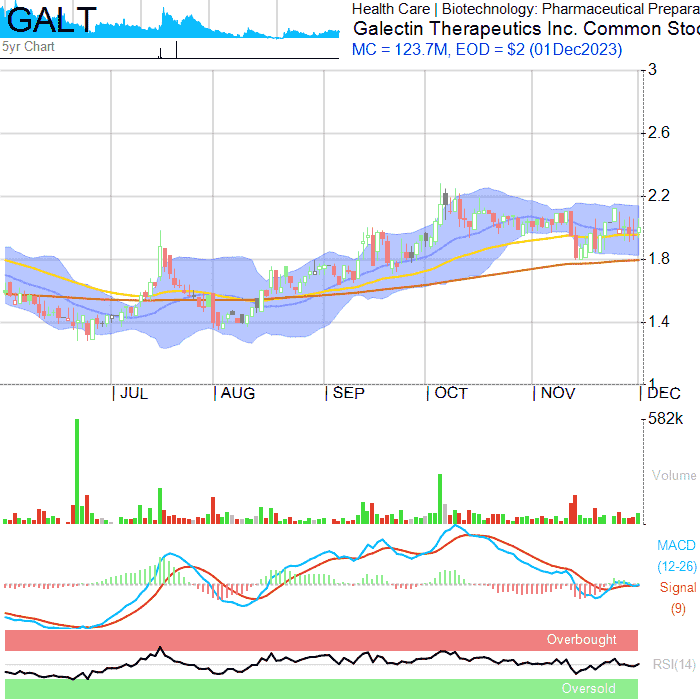 GALT
5yr Chart
Health Care | Biotechnology: Pharmaceutical Prepara
Galectin Therapeutics Inc. Common Stoc
MC = 123.7M, EOD = $2 (01Dec2023)
3
2.6
2.2
1.8
1.4
1
JUL AUG SEP OCT NOV DEC
582k
Volume
MACD
(12-26)
Signal
(9)
Overbought
RSI(14)
Oversold